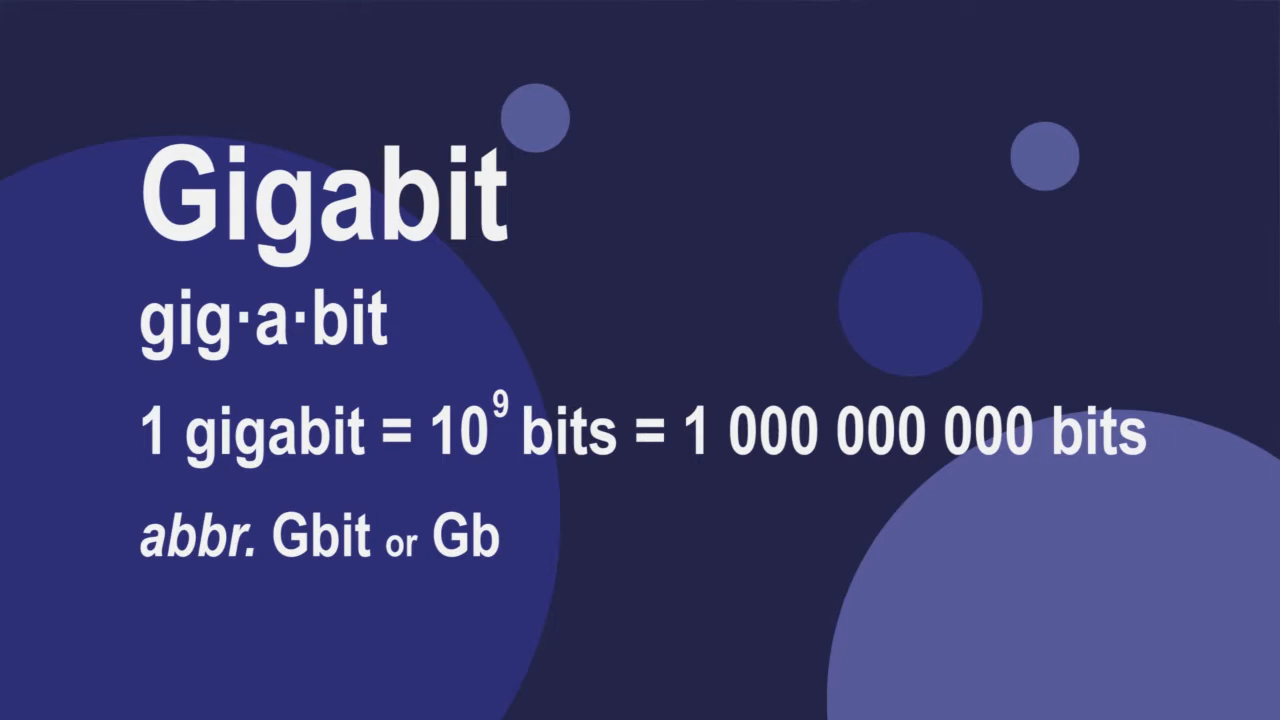 Gigabit
gig·a·bit
1 gigabit = 10⁹ bits = 1 000 000 000 bits
abbr. Gbit or Gb